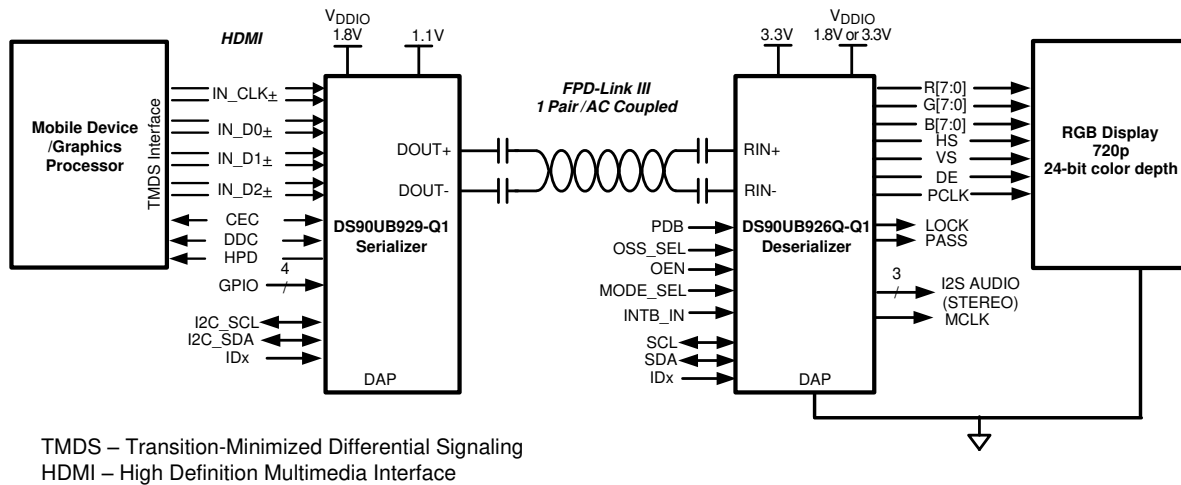 HDMI
VDDIO
1.8V
1.1V
3.3V
VDDIO
1.8V or 3.3V
Mobile Device
/Graphics
Processor
TMDS Interface
IN_CLK±
IN_D0±
IN_D1±
IN_D2±
CEC
DDC
HPD
4
GPIO
I2C_SCL
I2C_SDA
IDx
DOUT+
DOUT-
DS90UB929-Q1
Serializer
DAP
FPD-Link III
1 Pair /AC Coupled
RIN+
RIN-
PDB
OSS_SEL
OEN
MODE_SEL
INTB_IN
SCL
SDA
IDx
DS90UB926Q-Q1
Deserializer
DAP
R[7:0]
G[7:0]
B[7:0]
HS
VS
DE
PCLK
LOCK
PASS
3
I2S AUDIO
(STEREO)
MCLK
RGB Display
720p
24-bit color depth
TMDS – Transition-Minimized Differential Signaling
HDMI – High Definition Multimedia Interface